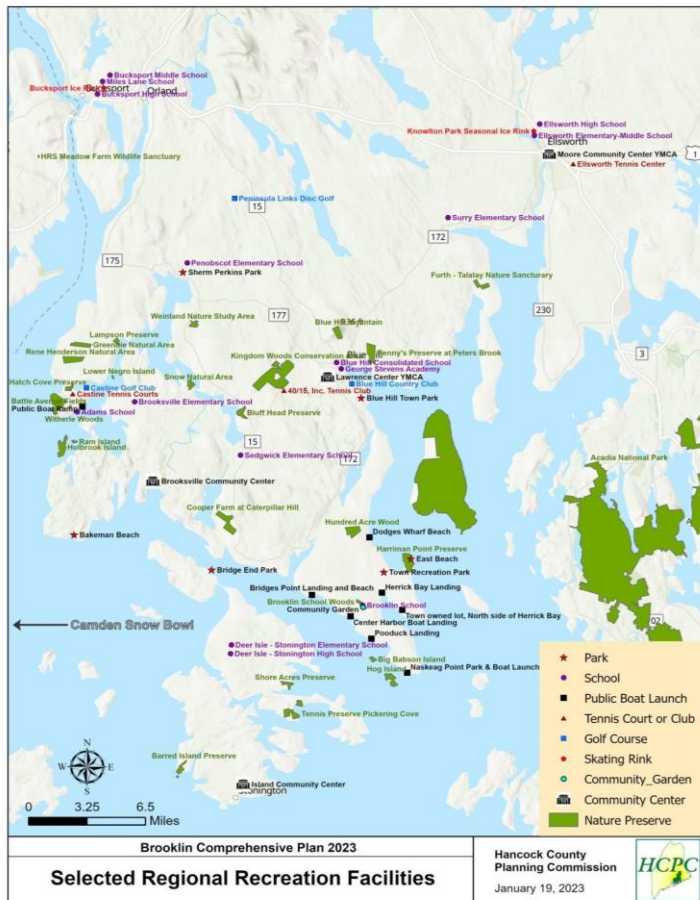 Bucksport Middle School
Miles Lane School
Bucksport Ice Rink
Bucksport High School
Orland
Ellsworth High School
Knowlton Park Seasonal Ice Rink
Ellsworth Elementary-Middle School
Ellsworth
Moore Community Center YMCA
1
Ellsworth Tennis Center
HRS Meadow Farm Wildlife Sanctuary
Peninsula Links Disc Golf
15
Surry Elementary School
172
175
Penobscot Elementary School
Sherm Perkins Park
Furth - Talalay Nature Sancturary
230
177
Weinland Nature Study Area
Blue Hill Mountain
Lampson Preserve
Greenable Natural Area
Rene Henderson Natural Area
Kingdom Woods Conservation Area
Penny's Preserve at Peters Brook
3
Blue Hill Consolidated School
George Stevens Academy
Lower Negro Island
Lawrence Center YMCA
Hatch Cove Preserve
Castine Golf Club
Snow Natural Area
Blue Hill Country Club
Castine Tennis Courts
40/15, Inc. Tennis Club
Blue Hill Town Park
Battle Avenue Fields
Brooksville Elementary School
Public Boat Ramp
Adams School
Bluff Head Preserve
Witherle Woods
Ram Island
Holbrook Island
15
Sedgwick Elementary School
172
Acadia National Park
Brooksville Community Center
Cooper Farm at Caterpillar Hill
Hundred Acre Wood
Bakeman Beach
Dodges Wharf Beach
Harriman Point Preserve
East Beach
Bridge End Park
Town Recreation Park
Bridges Point Landing and Beach
Herrick Bay Landing
Brooklin School Woods
Brooklin School
Community Garden
Town owned lot, North side of Herrick Bay
Center Harbor Boat Landing
02
Camden Snow Bowl
Pooduck Landing
Deer Isle - Stonington Elementary School
Deer Isle - Stonington High School
Big Babson Island
Hog Island
Naskeag Point Park & Boat Launch
Shore Acres Preserve
Tennis Preserve Pickering Cove
Barred Island Preserve
Island Community Center
Stonington
Park
School
Public Boat Launch
Tennis Court or Club
Golf Course
Skating Rink
Community_Garden
Community Center
Nature Preserve
N
W E
S
0 3.25 6.5
Miles
Brooklin Comprehensive Plan 2023
Selected Regional Recreation Facilities
Hancock County
Planning Commission
January 19, 2023
HCPC